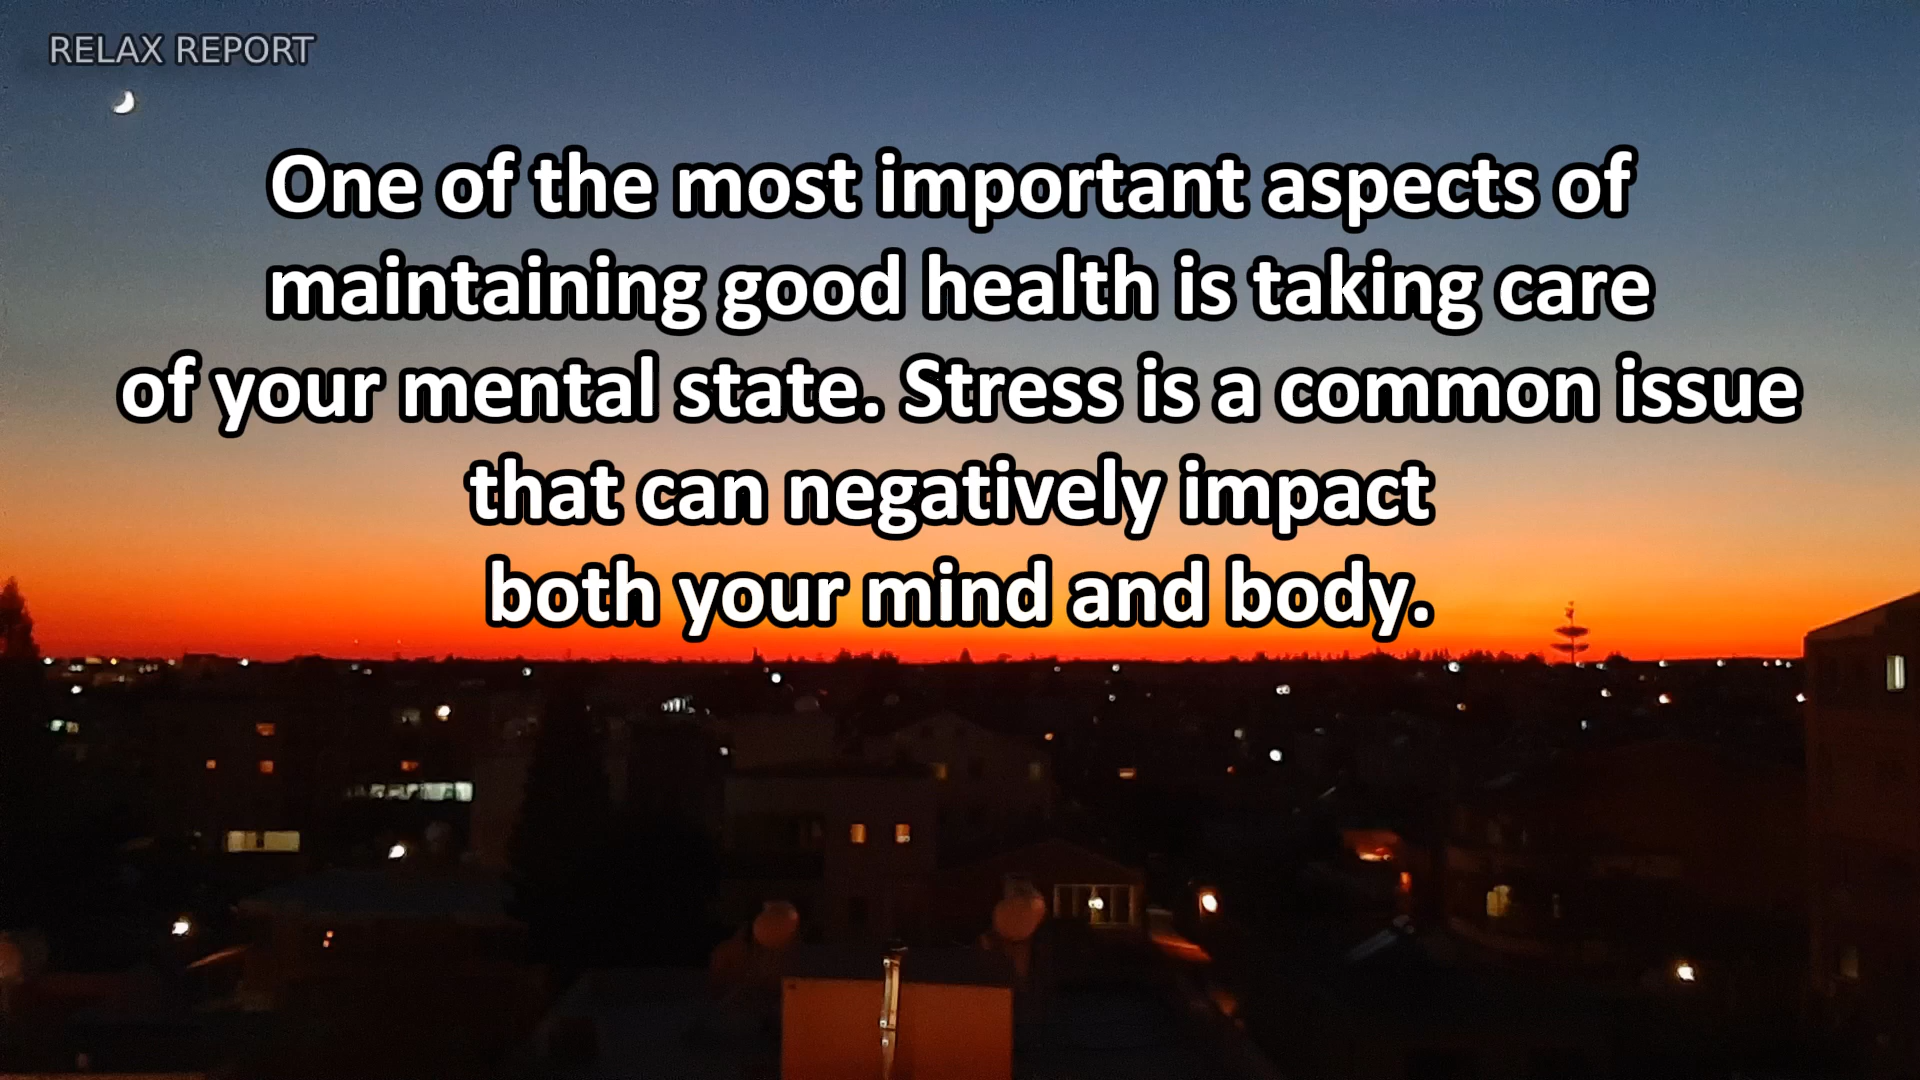 RELAX REPORT
One of the most important aspects of
maintaining good health is taking care
of your mental state. Stress is a common issue
that can negatively impact
both your mind and body.